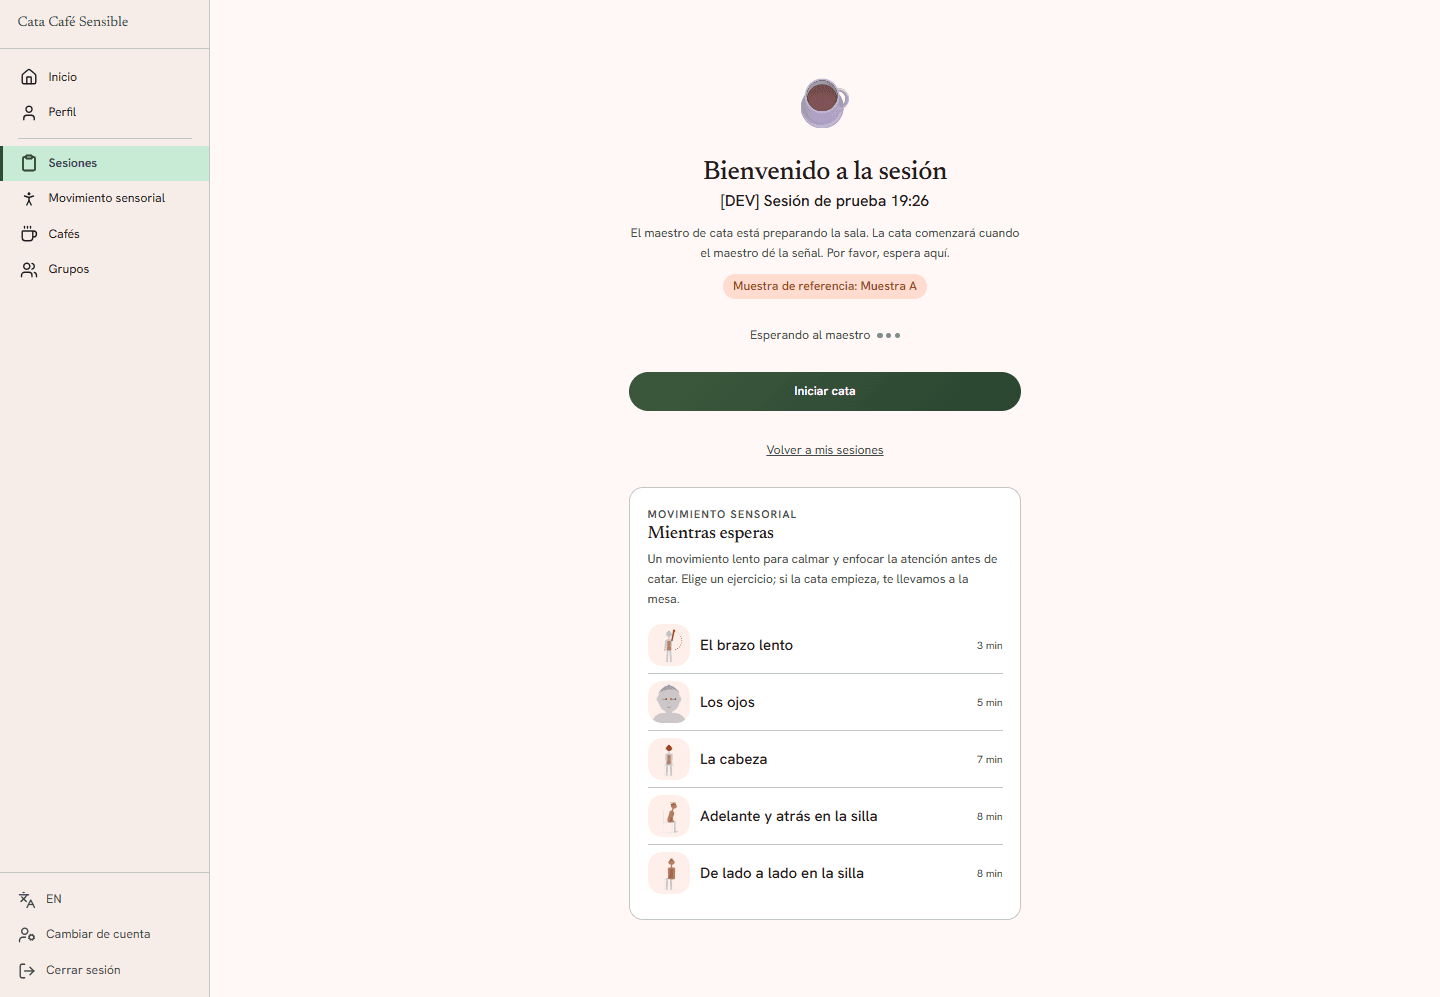 Cata Café Sensible
Inicio
Perfil
Sesiones
Movimiento sensorial
Cafés
Grupos
EN
Cambiar de cuenta
Cerrar sesión
Bienvenido a la sesión
[DEV] Sesión de prueba 19:26
El maestro de cata está preparando la sala. La cata comenzará cuando
el maestro dé la señal. Por favor, espera aquí.
Muestra de referencia: Muestra A
Esperando al maestro
Iniciar cata
Volver a mis sesiones
MOVIMIENTO SENSORIAL
Mientras esperas
Un movimiento lento para calmar y enfocar la atención antes de
catar. Elige un ejercicio; si la cata empieza, te llevamos a la
mesa.
El brazo lento 3 min
Los ojos 5 min
La cabeza 7 min
Adelante y atrás en la silla 8 min
De lado a lado en la silla 8 min